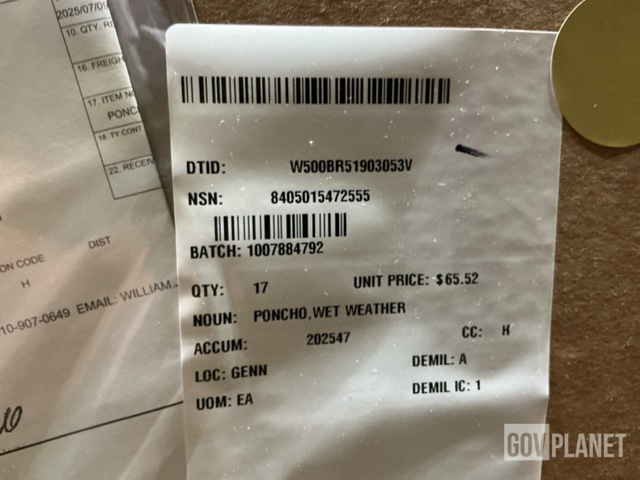 2025/07/09
10. QTY. R
16. FREIGH
17. ITEM N
PONC
18. TY CONT
22. RECEIV
ON CODE
DIST
H
10-907-0649 EMAIL: WILLIAM.
DTID: W500BR51903053V
NSN: 8405015472555
BATCH: 1007884792
QTY: 17 UNIT PRICE: $65.52
NOUN: PONCHO,WET WEATHER
ACCUM: 202547 CC: H
LOC: GENN DEMIL: A
UOM: EA DEMIL IC: 1
GOVPLANET